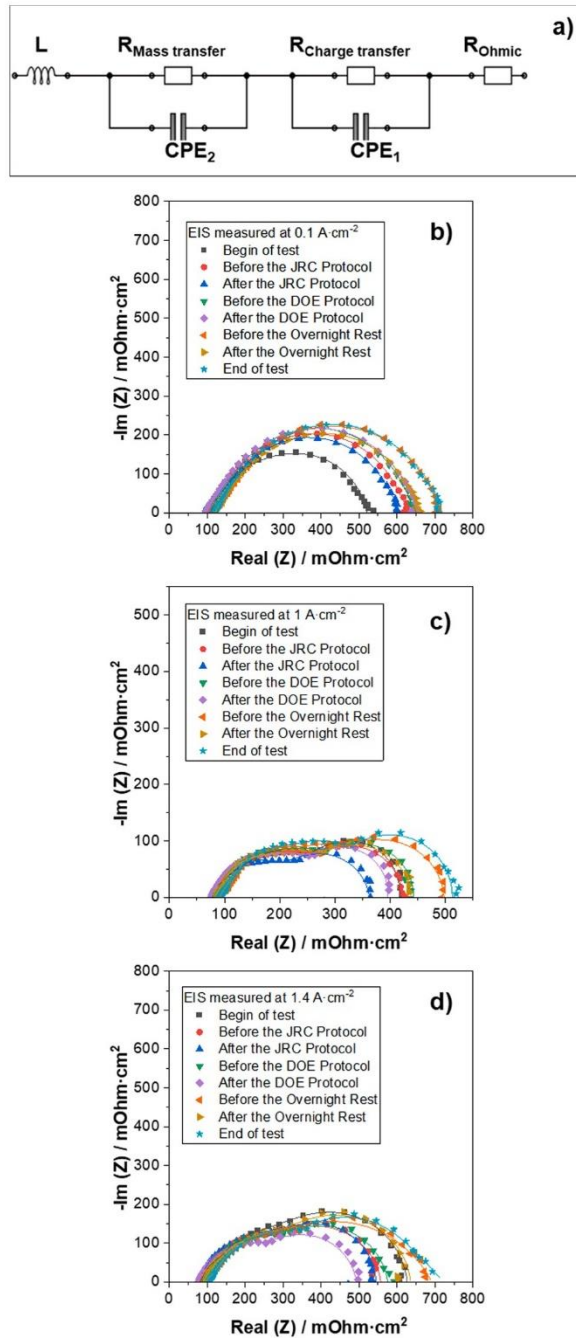 a)
L
R Mass transfer
R Charge transfer
R Ohmic
CPE2
CPE1
b)
-Im (Z) / mOhm·cm²
800
700
600
500
400
300
200
100
0
EIS measured at 0.1 A·cm⁻²
Begin of test
Before the JRC Protocol
After the JRC Protocol
Before the DOE Protocol
After the DOE Protocol
Before the Overnight Rest
After the Overnight Rest
End of test
0 100 200 300 400 500 600 700 800
Real (Z) / mOhm·cm²
c)
-Im (Z) / mOhm·cm²
500
400
300
200
100
0
EIS measured at 1 A·cm⁻²
Begin of test
Before the JRC Protocol
After the JRC Protocol
Before the DOE Protocol
After the DOE Protocol
Before the Overnight Rest
After the Overnight Rest
End of test
0 100 200 300 400 500
Real (Z) / mOhm·cm²
d)
-Im (Z) / mOhm·cm²
800
700
600
500
400
300
200
100
0
EIS measured at 1.4 A·cm⁻²
Begin of test
Before the JRC Protocol
After the JRC Protocol
Before the DOE Protocol
After the DOE Protocol
Before the Overnight Rest
After the Overnight Rest
End of test
0 100 200 300 400 500 600 700 800
Real (Z) / mOhm·cm²